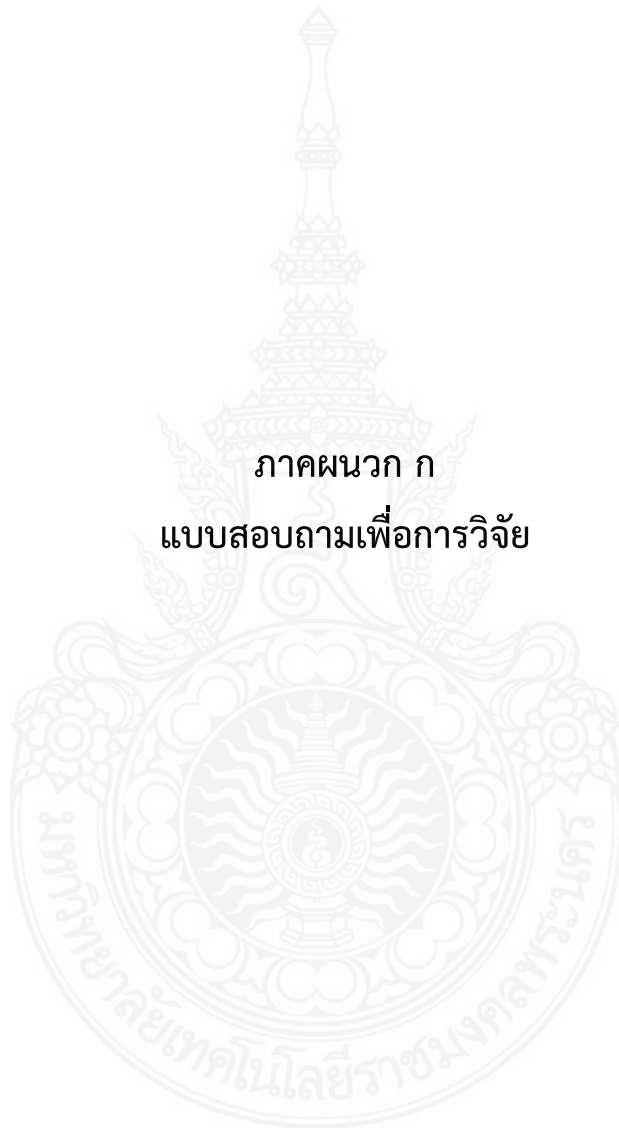 ภาคผนวก ก
แบบสอบถามเพื่อการวิจัย
มหาวิทยาลัยเทคโนโลยีราชมงคลพระนคร